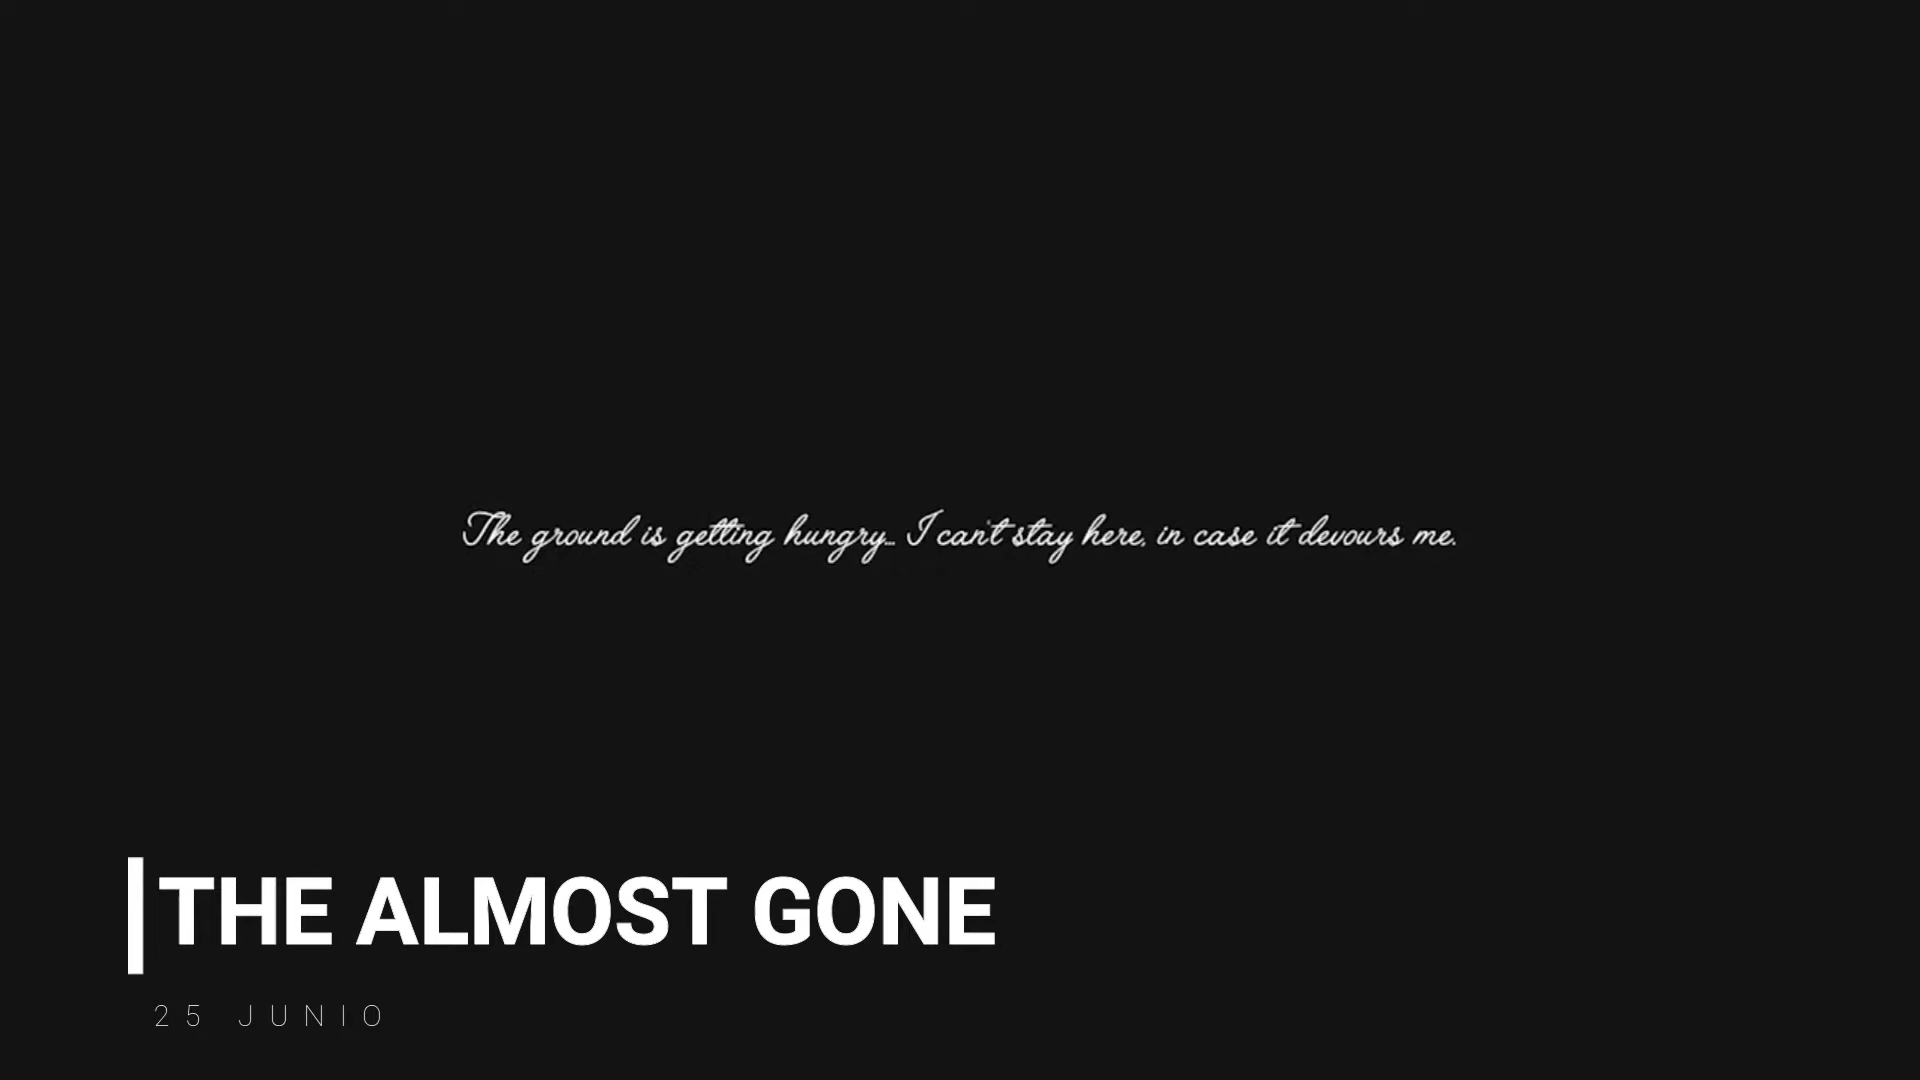 The ground is getting hungry... I can't stay here, in case it devours me.
THE ALMOST GONE
25 JUNIO